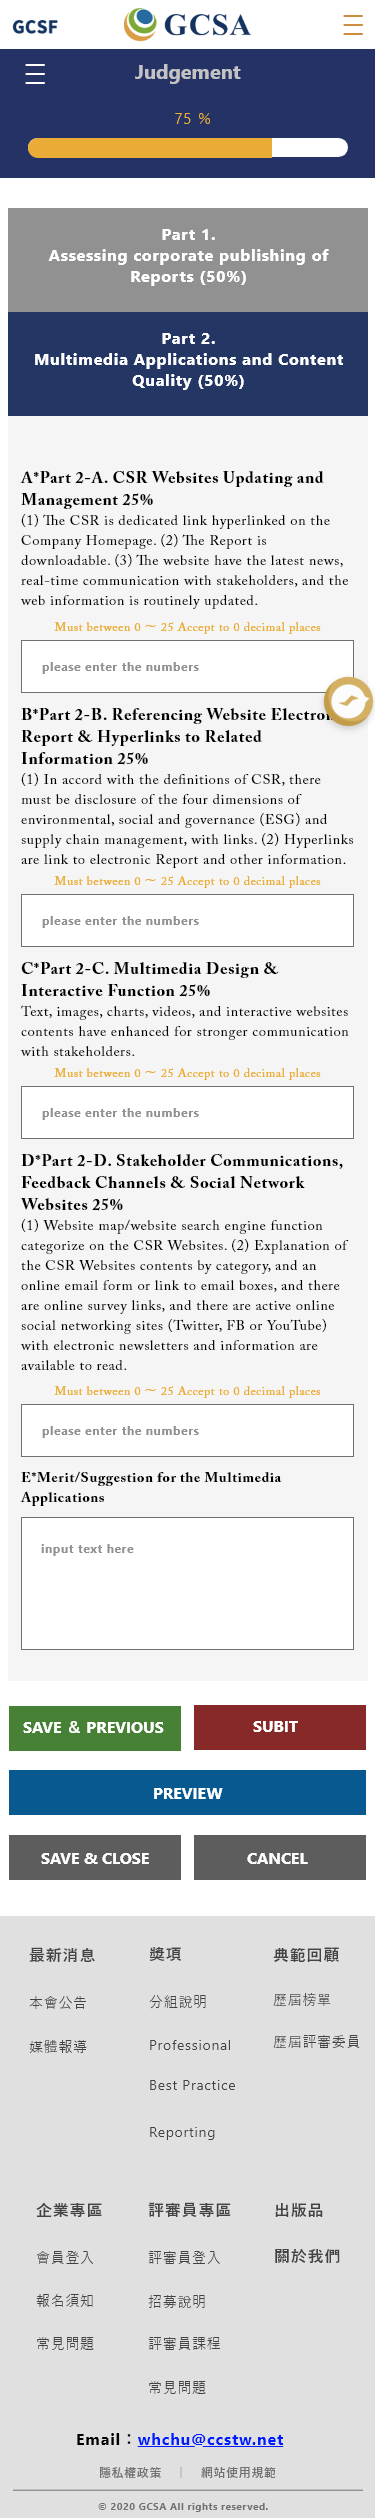 GCSF
GCSA
Judgement
75 %
Part 1.
Assessing corporate publishing of
Reports (50%)
Part 2.
Multimedia Applications and Content
Quality (50%)
A*Part 2-A. CSR Websites Updating and
Management 25%
(1) The CSR is dedicated link hyperlinked on the
Company Homepage. (2) The Report is
downloadable. (3) The website have the latest news,
real-time communication with stakeholders, and the
web information is routinely updated.
Must between 0 ～ 25 Accept to 0 decimal places
please enter the numbers
B*Part 2-B. Referencing Website Electron
Report & Hyperlinks to Related
Information 25%
(1) In accord with the definitions of CSR, there
must be disclosure of the four dimensions of
environmental, social and governance (ESG) and
supply chain management, with links. (2) Hyperlinks
are link to electronic Report and other information.
Must between 0 ～ 25 Accept to 0 decimal places
please enter the numbers
C*Part 2-C. Multimedia Design &
Interactive Function 25%
Text, images, charts, videos, and interactive websites
contents have enhanced for stronger communication
with stakeholders.
Must between 0 ～ 25 Accept to 0 decimal places
please enter the numbers
D*Part 2-D. Stakeholder Communications,
Feedback Channels & Social Network
Websites 25%
(1) Website map/website search engine function
categorize on the CSR Websites. (2) Explanation of
the CSR Websites contents by category, and an
online email form or link to email boxes, and there
are online survey links, and there are active online
social networking sites (Twitter, FB or YouTube)
with electronic newsletters and information are
available to read.
Must between 0 ～ 25 Accept to 0 decimal places
please enter the numbers
E*Merit/Suggestion for the Multimedia
Applications
input text here
SAVE & PREVIOUS
SUBIT
PREVIEW
SAVE & CLOSE
CANCEL
最新消息
本會公告
媒體報導
獎項
分組說明
Professional
Best Practice
Reporting
典範回顧
歷屆榜單
歷屆評審委員
企業專區
會員登入
報名須知
常見問題
評審員專區
評審員登入
招募說明
評審員課程
常見問題
出版品
關於我們
Email：whchu@ccstw.net
隱私權政策 | 網站使用規範
© 2020 GCSA All rights reserved.